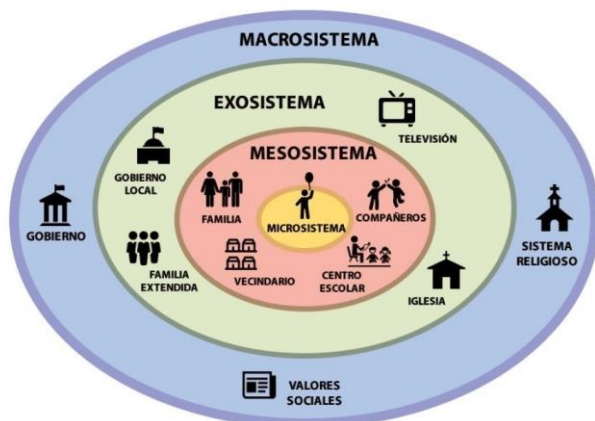 MACROSISTEMA
EXOSISTEMA
TELEVISIÓN
GOBIERNO
LOCAL
MESOSISTEMA
FAMILIA
COMPAÑEROS
MICROSISTEMA
GOBIERNO
SISTEMA
RELIGIOSO
FAMILIA
EXTENDIDA
VECINDARIO
CENTRO
ESCOLAR
IGLESIA
VALORES
SOCIALES